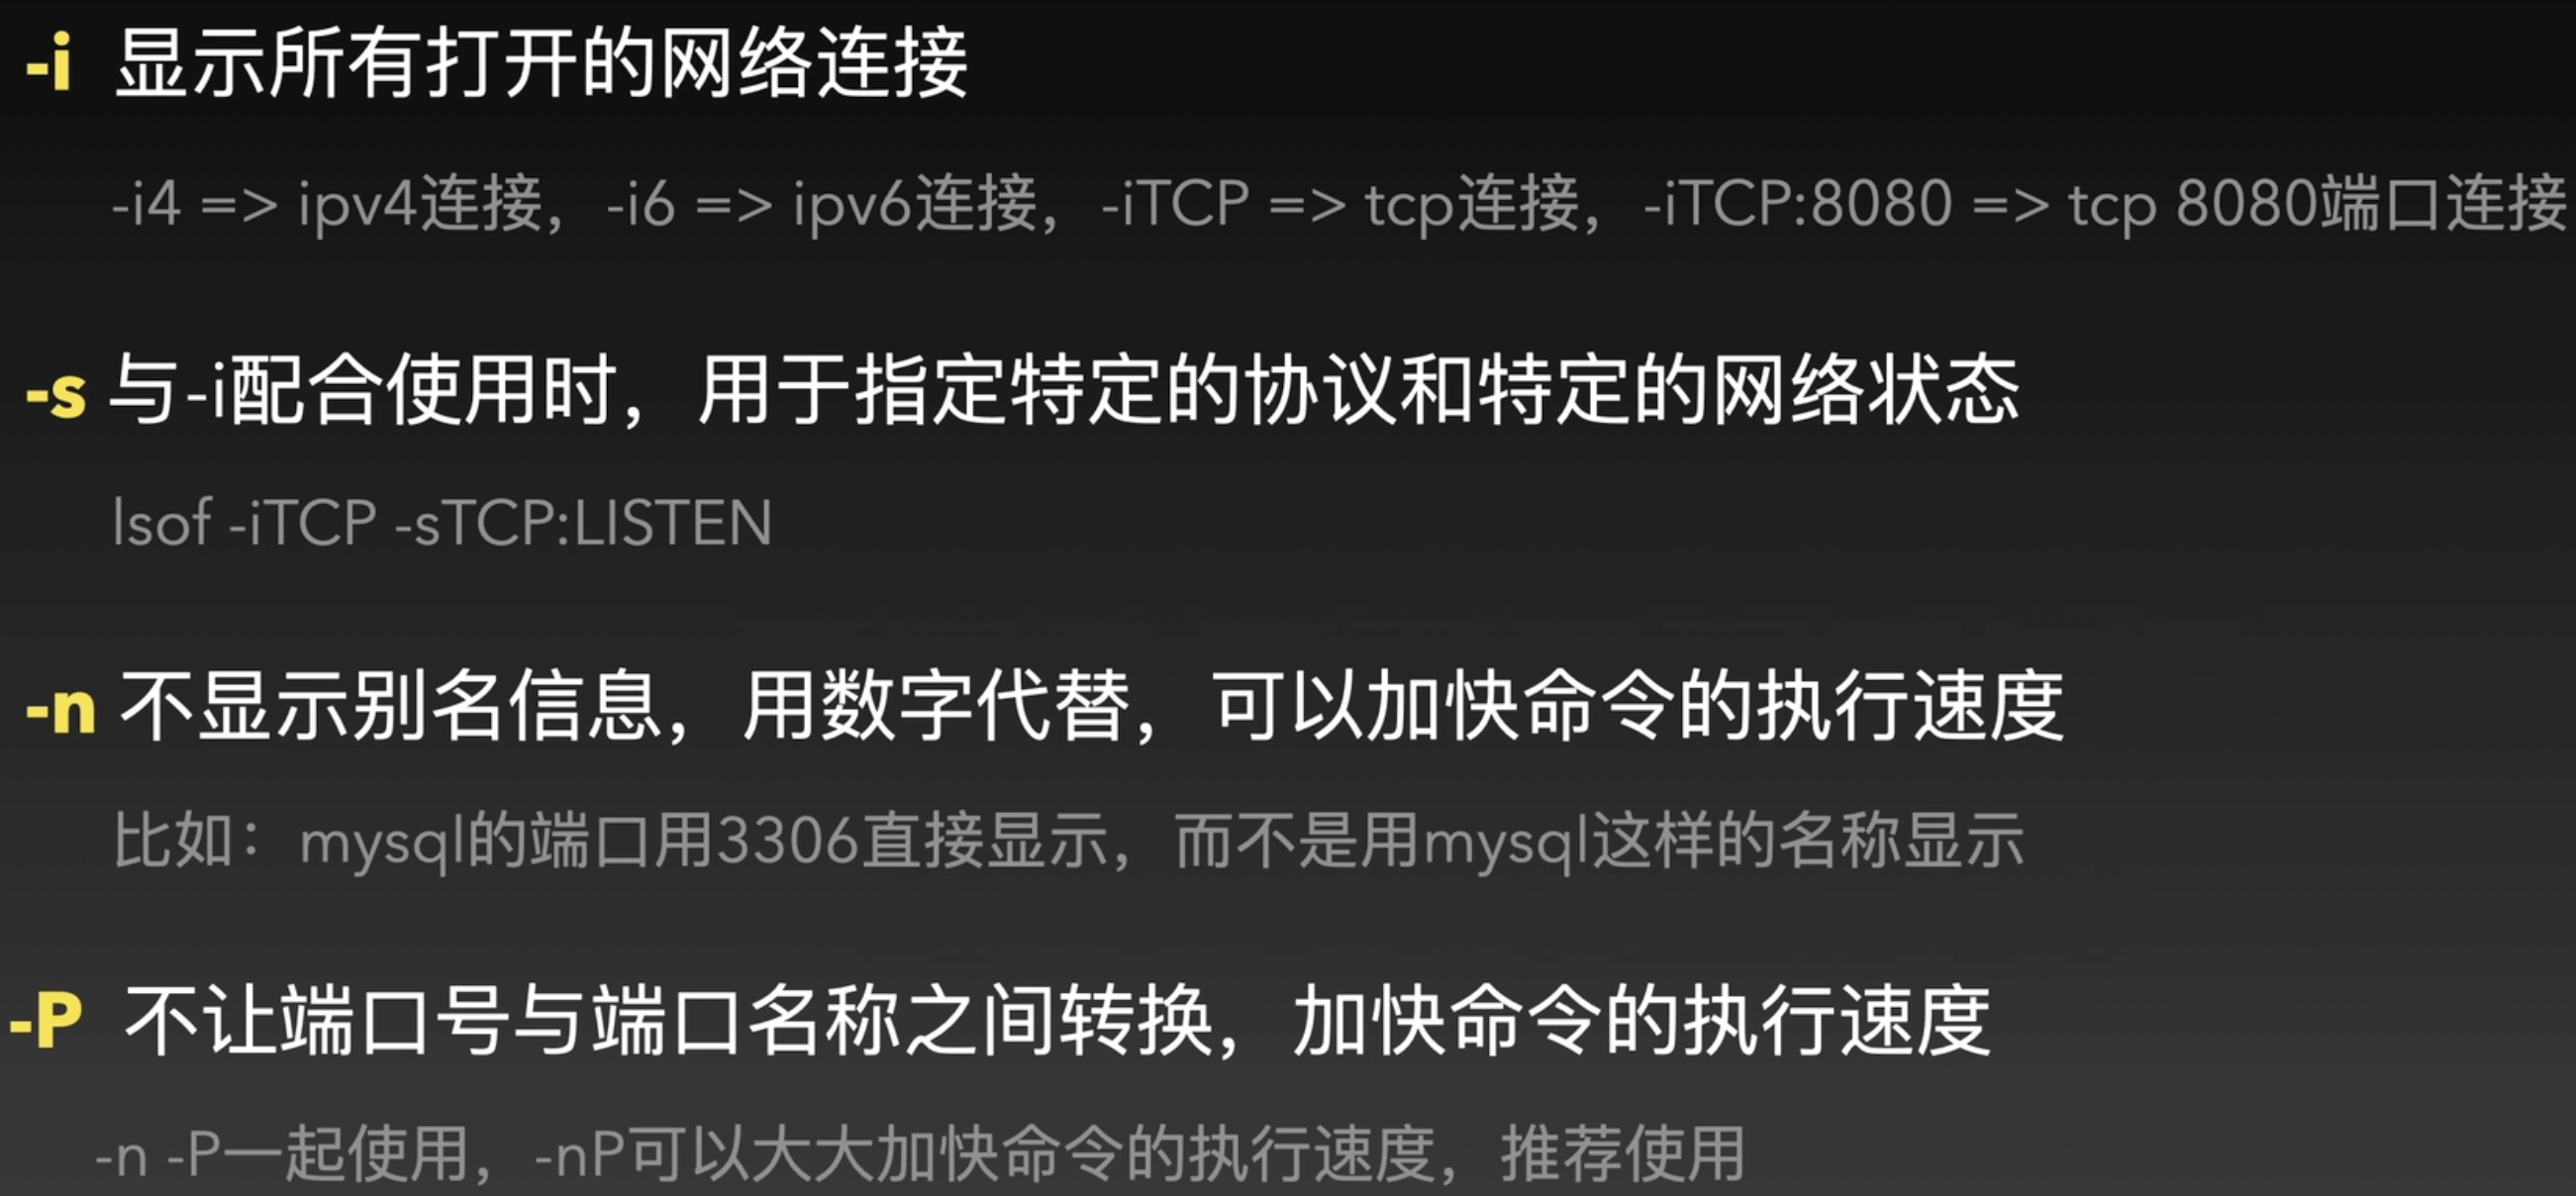 -i 显示所有打开的网络连接
-i4 => ipv4连接，-i6 => ipv6连接，-iTCP => tcp连接，-iTCP:8080 => tcp 8080端口连接
-s 与-i配合使用时，用于指定特定的协议和特定的网络状态
lsof -iTCP -sTCP:LISTEN
-n 不显示别名信息，用数字代替，可以加快命令的执行速度
比如：mysql的端口用3306直接显示，而不是用mysql这样的名称显示
-P 不让端口号与端口名称之间转换，加快命令的执行速度
-n -P一起使用，-nP可以大大加快命令的执行速度，推荐使用